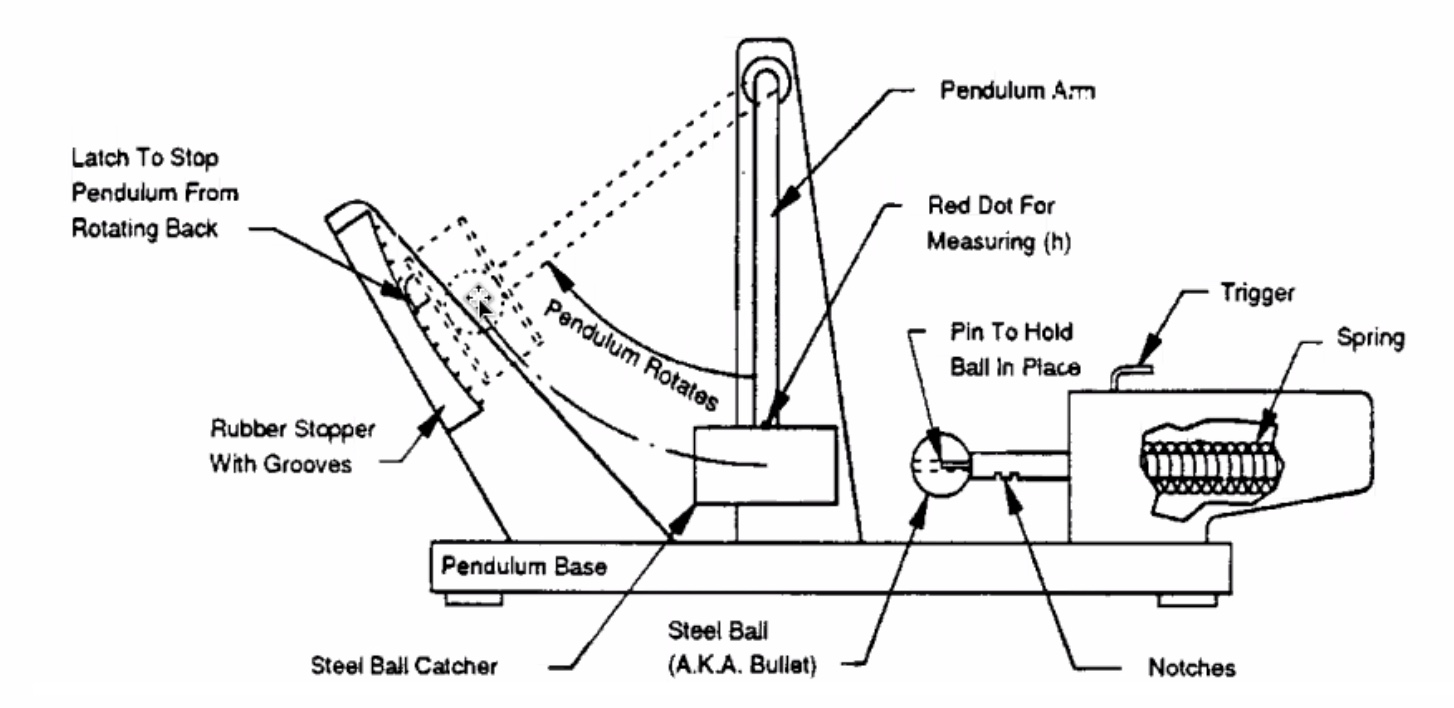 Pendulum Arm
Latch To Stop
Pendulum From
Rotating Back
Red Dot For
Measuring (h)
Trigger
Pendulum Rotates
Pin To Hold
Ball In Place
Spring
Rubber Stopper
With Grooves
Pendulum Base
Steel Ball
(A.K.A. Bullet)
Steel Ball Catcher
Notches